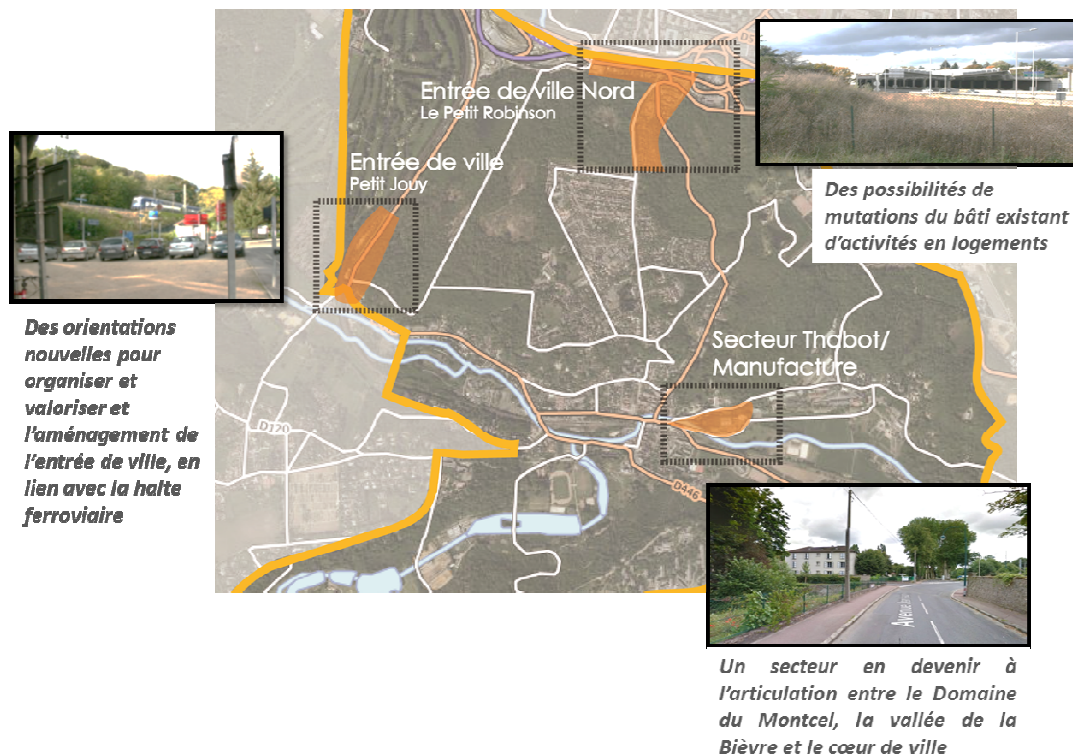 Entrée de ville Nord
Le Petit Robinson
Entrée de ville
Petit Jouy
Des possibilités de
mutations du bâti existant
d'activités en logements
Des orientations
nouvelles pour
organiser et
valoriser et
l'aménagement de
l'entrée de ville, en
lien avec la halte
ferroviaire
Secteur Thabot/
Manufacture
D120
D446
Avenue
Un secteur en devenir à
l'articulation entre le Domaine
du Montcel, la vallée de la
Bièvre et le cœur de ville